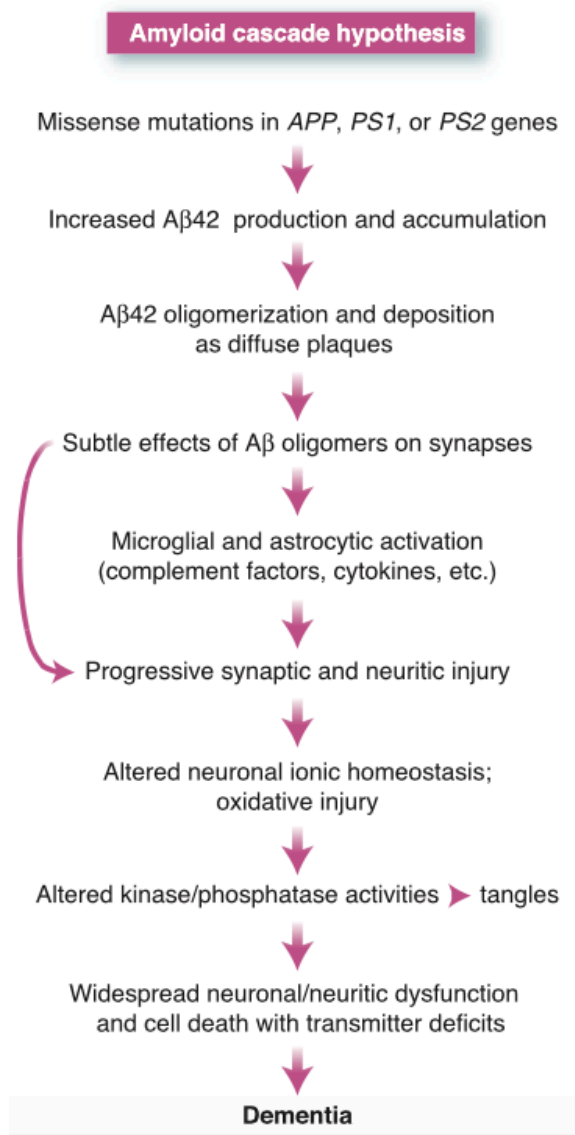 Amyloid cascade hypothesis
Missense mutations in APP, PS1, or PS2 genes
Increased Aβ42 production and accumulation
Aβ42 oligomerization and deposition
as diffuse plaques
Subtle effects of Aβ oligomers on synapses
Microglial and astrocytic activation
(complement factors, cytokines, etc.)
Progressive synaptic and neuritic injury
Altered neuronal ionic homeostasis;
oxidative injury
Altered kinase/phosphatase activities ➤ tangles
Widespread neuronal/neuritic dysfunction
and cell death with transmitter deficits
Dementia